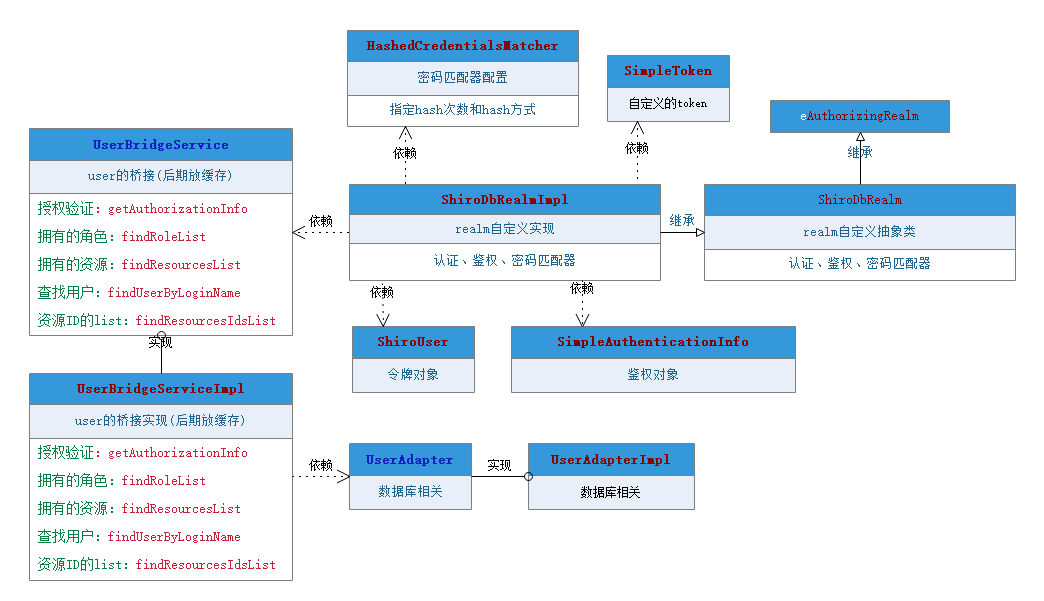 HashedCredentialsMatcher
密码匹配器配置
指定hash次数和hash方式
SimpleToken
自定义的token
eAuthorizingRealm
UserBridgeService
user的桥接(后期放缓存)
授权验证: getAuthorizationInfo
拥有的角色: findRoleList
拥有的资源: findResourcesList
查找用户: findUserByLoginName
资源ID的list: findResourcesIdsList
依赖
依赖
继承
依赖
ShiroDbRealmImpl
realm自定义实现
认证、鉴权、密码匹配器
继承
ShiroDbRealm
realm自定义抽象类
认证、鉴权、密码匹配器
依赖
依赖
实现
ShiroUser
令牌对象
SimpleAuthenticationInfo
鉴权对象
UserBridgeServiceImpl
user的桥接实现(后期放缓存)
授权验证: getAuthorizationInfo
拥有的角色: findRoleList
拥有的资源: findResourcesList
查找用户: findUserByLoginName
资源ID的list: findResourcesIdsList
依赖
UserAdapter
数据库相关
实现
UserAdapterImpl
数据库相关